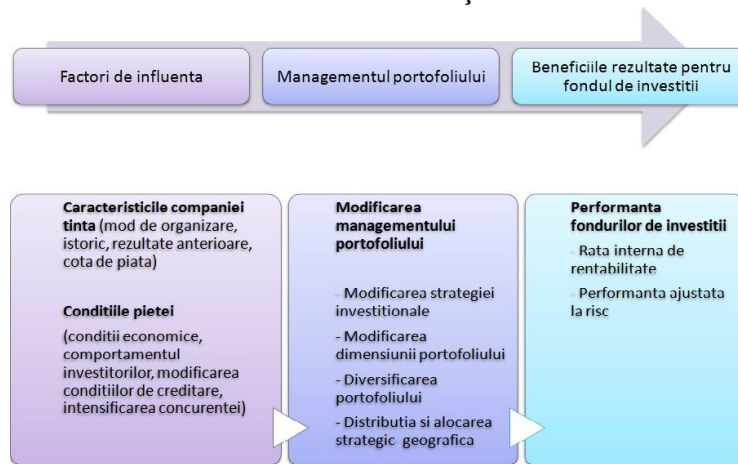 Factori de influenta
Managementul portofoliului
Beneficiile rezultate pentru
fondul de investitii
Caracteristicile companiei
tinta (mod de organizare,
istoric, rezultate anterioare,
cota de piata)
Conditiile pietei
(conditii economice,
comportamentul
investitorilor, modificarea
conditiilor de creditare,
intensificarea concurentei)
Modificarea
managementului
portofoliului
- Modificarea strategiei
investitionale
- Modificarea
dimensiunii portofoliului
- Diversificarea
portofoliului
- Distributia si alocarea
strategic- geografica
Performanta
fondurilor de investitii
- Rata interna de
rentabilitate
- Performanta ajustata
la risc